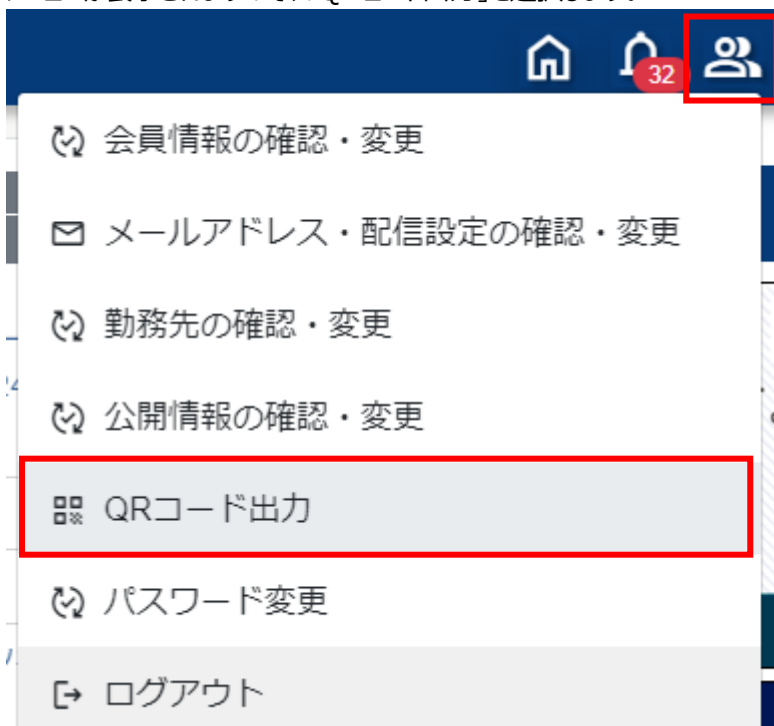 32
会員情報の確認・変更
メールアドレス・配信設定の確認・変更
勤務先の確認・変更
公開情報の確認・変更
QRコード出力
パスワード変更
ログアウト